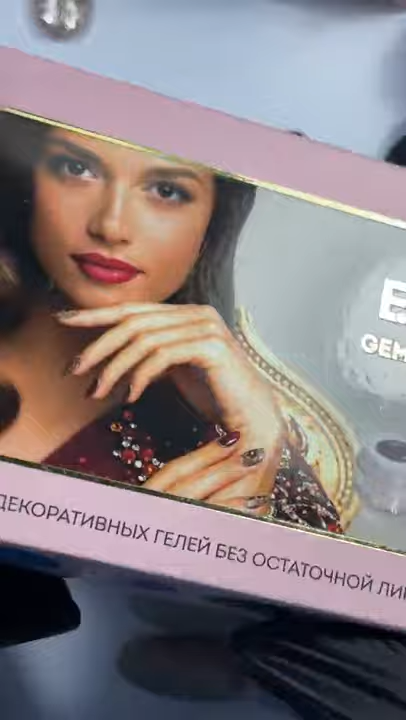 E.
GEM
ДЕКОРАТИВНЫХ ГЕЛЕЙ БЕЗ ОСТАТОЧНОЙ ЛИ